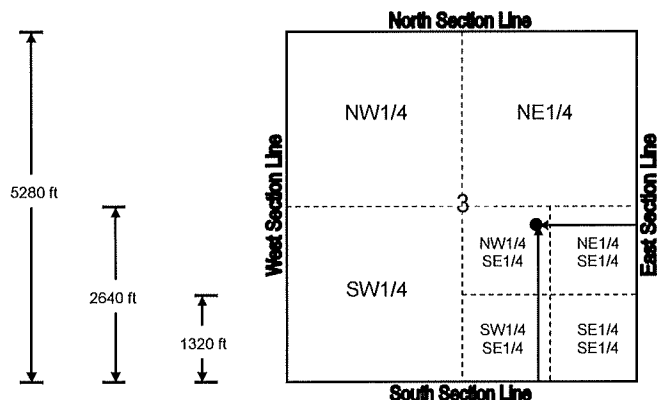 North Section Line
NW1/4
NE1/4
West Section Line
East Section Line
5280 ft
3
NW1/4
SE1/4
NE1/4
SE1/4
2640 ft
SW1/4
SW1/4
SE1/4
SE1/4
SE1/4
1320 ft
South Section Line